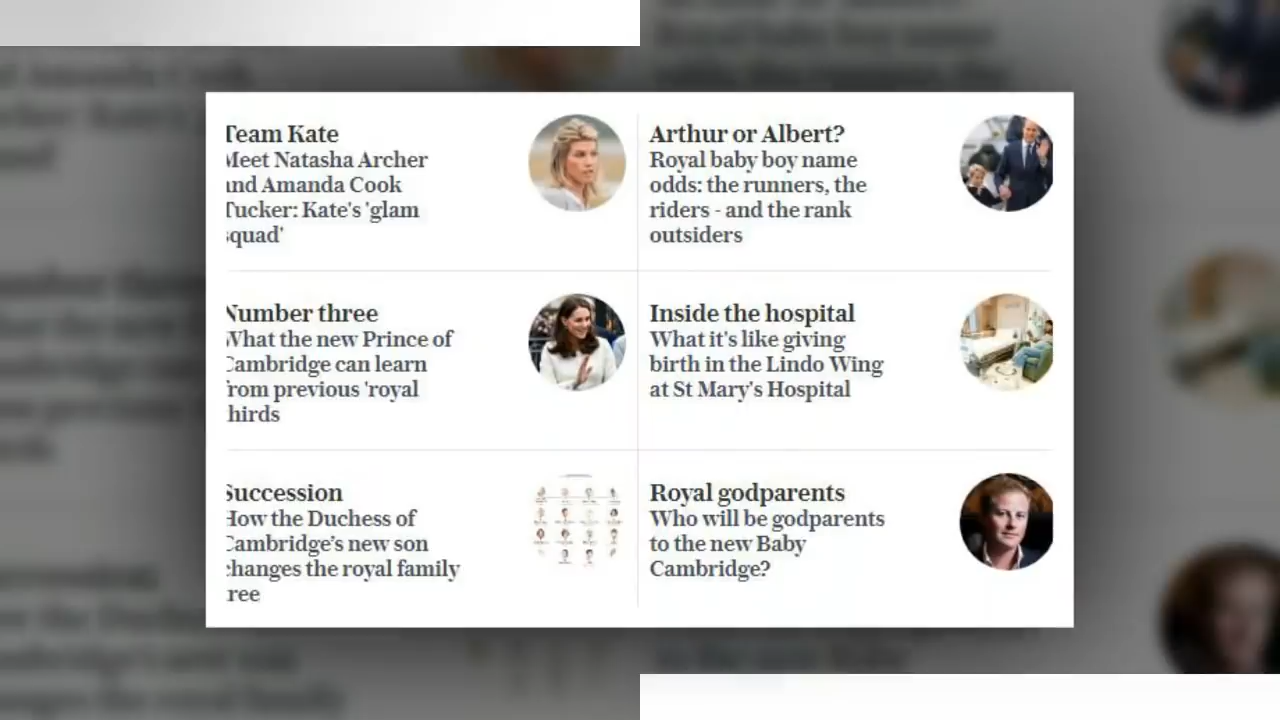 Team Kate
Meet Natasha Archer
and Amanda Cook
Tucker: Kate's 'glam
squad'
Arthur or Albert?
Royal baby boy name
odds: the runners, the
riders - and the rank
outsiders
Number three
What the new Prince of
Cambridge can learn
from previous 'royal
thirds
Inside the hospital
What it's like giving
birth in the Lindo Wing
at St Mary's Hospital
Succession
How the Duchess of
Cambridge's new son
changes the royal family
tree
Royal godparents
Who will be godparents
to the new Baby
Cambridge?